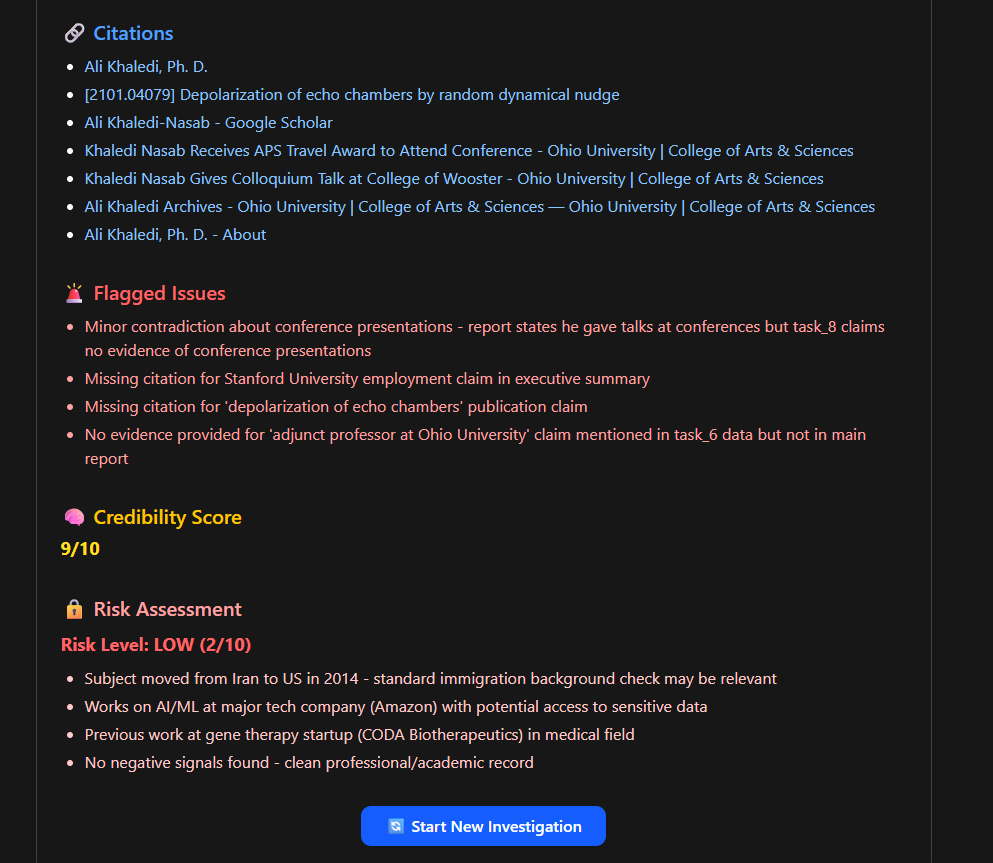 🔗 Citations
Ali Khaledi, Ph. D.
[2101.04079] Depolarization of echo chambers by random dynamical nudge
Ali Khaledi-Nasab - Google Scholar
Khaledi Nasab Receives APS Travel Award to Attend Conference - Ohio University | College of Arts & Sciences
Khaledi Nasab Gives Colloquium Talk at College of Wooster - Ohio University | College of Arts & Sciences
Ali Khaledi Archives - Ohio University | College of Arts & Sciences — Ohio University | College of Arts & Sciences
Ali Khaledi, Ph. D. - About
🚨 Flagged Issues
Minor contradiction about conference presentations - report states he gave talks at conferences but task_8 claims
no evidence of conference presentations
Missing citation for Stanford University employment claim in executive summary
Missing citation for 'depolarization of echo chambers' publication claim
No evidence provided for 'adjunct professor at Ohio University' claim mentioned in task_6 data but not in main
report
🧠 Credibility Score
9/10
🔒 Risk Assessment
Risk Level: LOW (2/10)
Subject moved from Iran to US in 2014 - standard immigration background check may be relevant
Works on AI/ML at major tech company (Amazon) with potential access to sensitive data
Previous work at gene therapy startup (CODA Biotherapeutics) in medical field
No negative signals found - clean professional/academic record
🔄 Start New Investigation